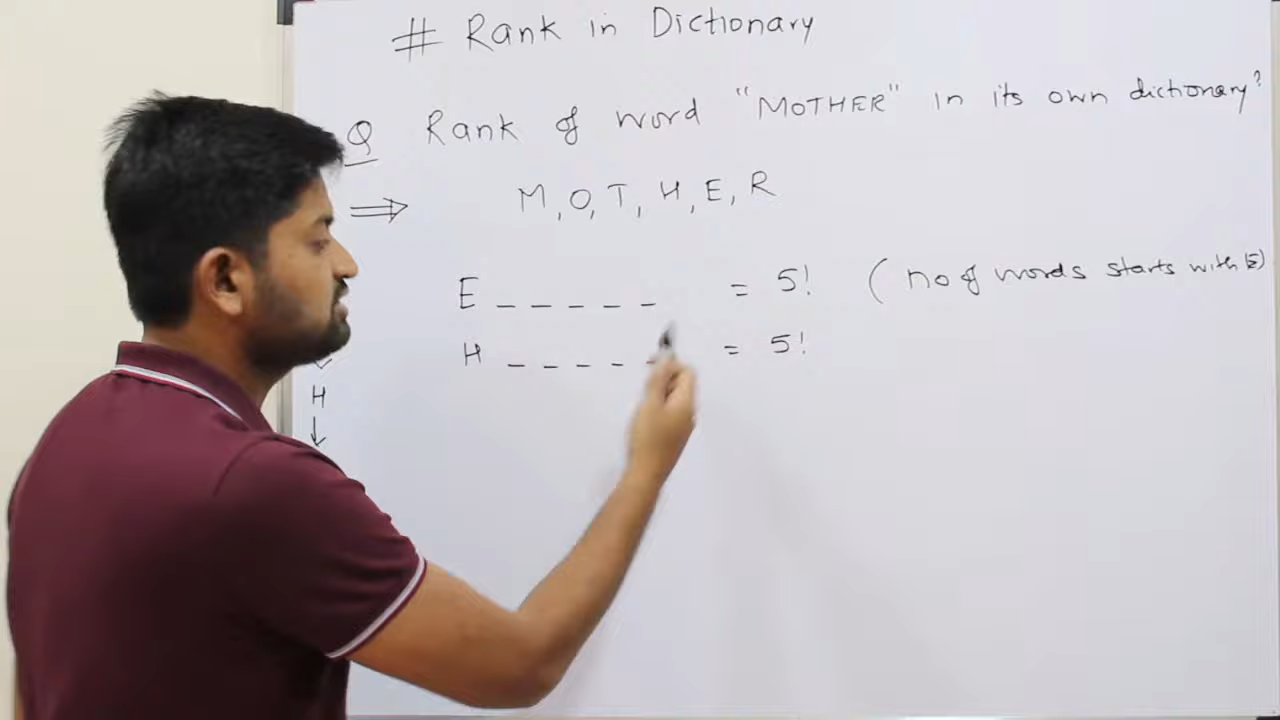 # Rank in Dictionary
Q Rank of word "MOTHER" in its own dictionary?
⇒ M, O, T, H, E, R
E _ _ _ _ _ = 5! (no of words starts with E)
H _ _ _ _ _ = 5!
H
↓